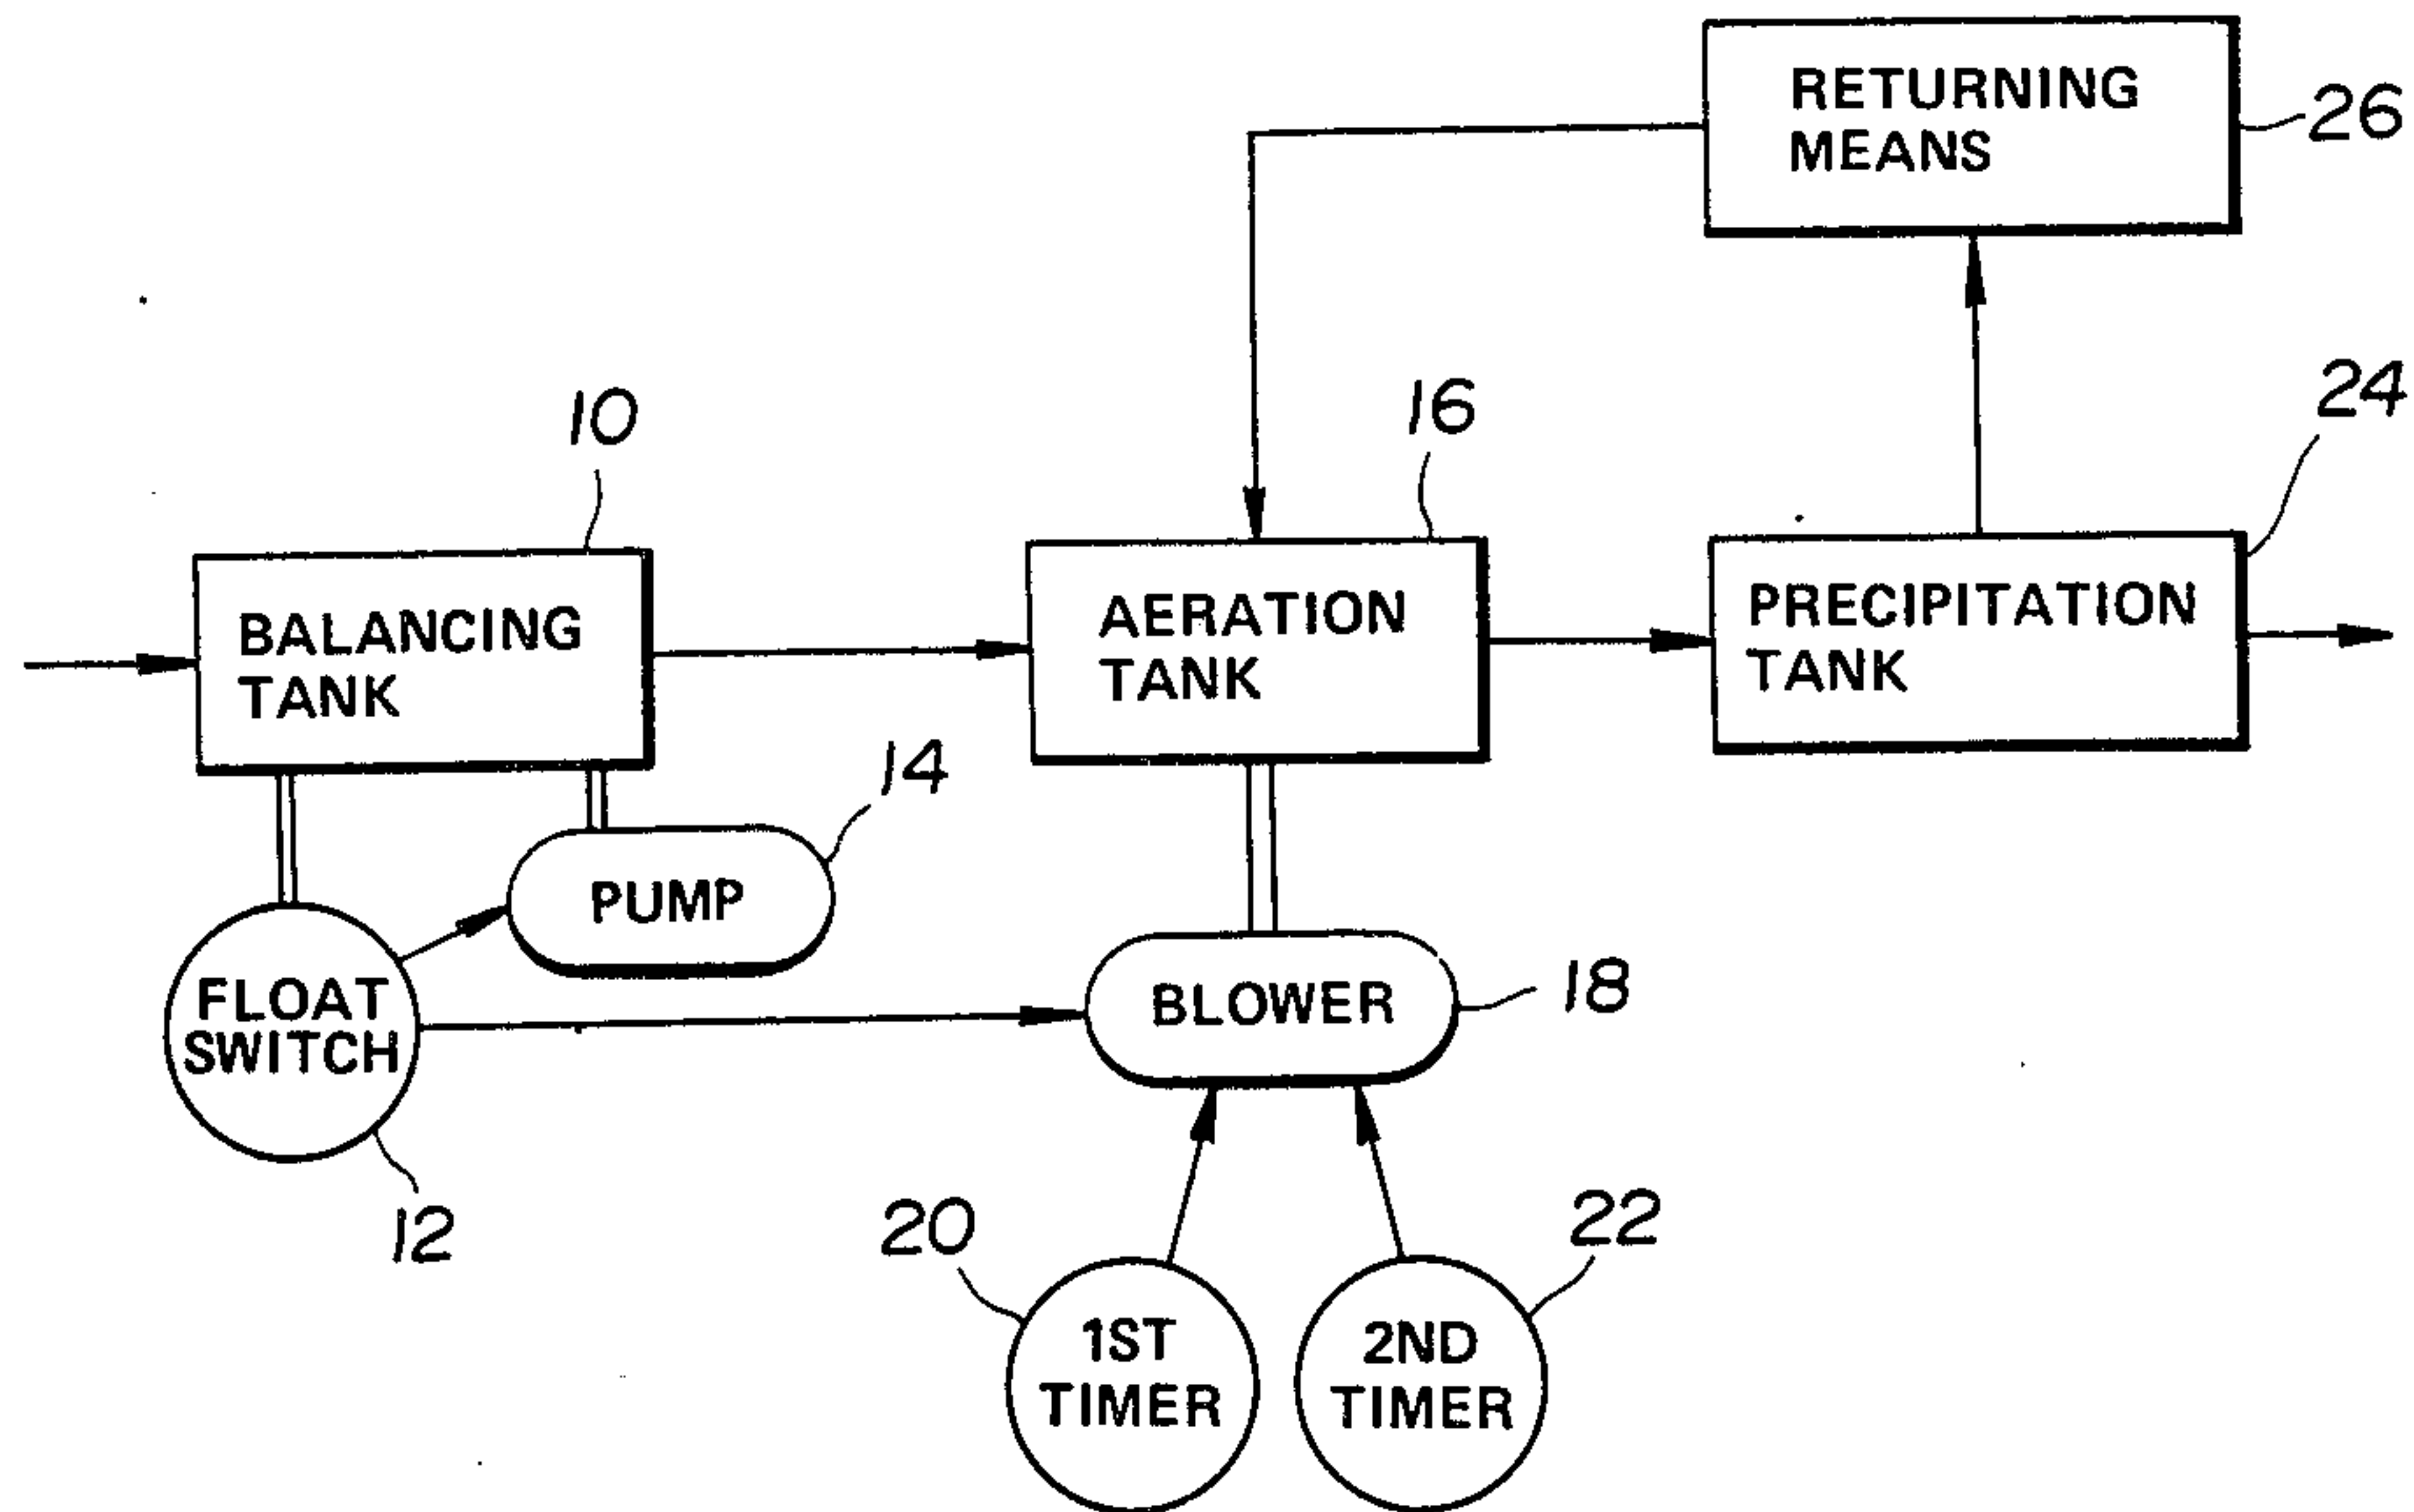 RETURNING
MEANS
26
10
16
24
BALANCING
TANK
AERATION
TANK
PRECIPITATION
TANK
14
PUMP
FLOAT
SWITCH
BLOWER
18
12
20
22
1ST
TIMER
2ND
TIMER